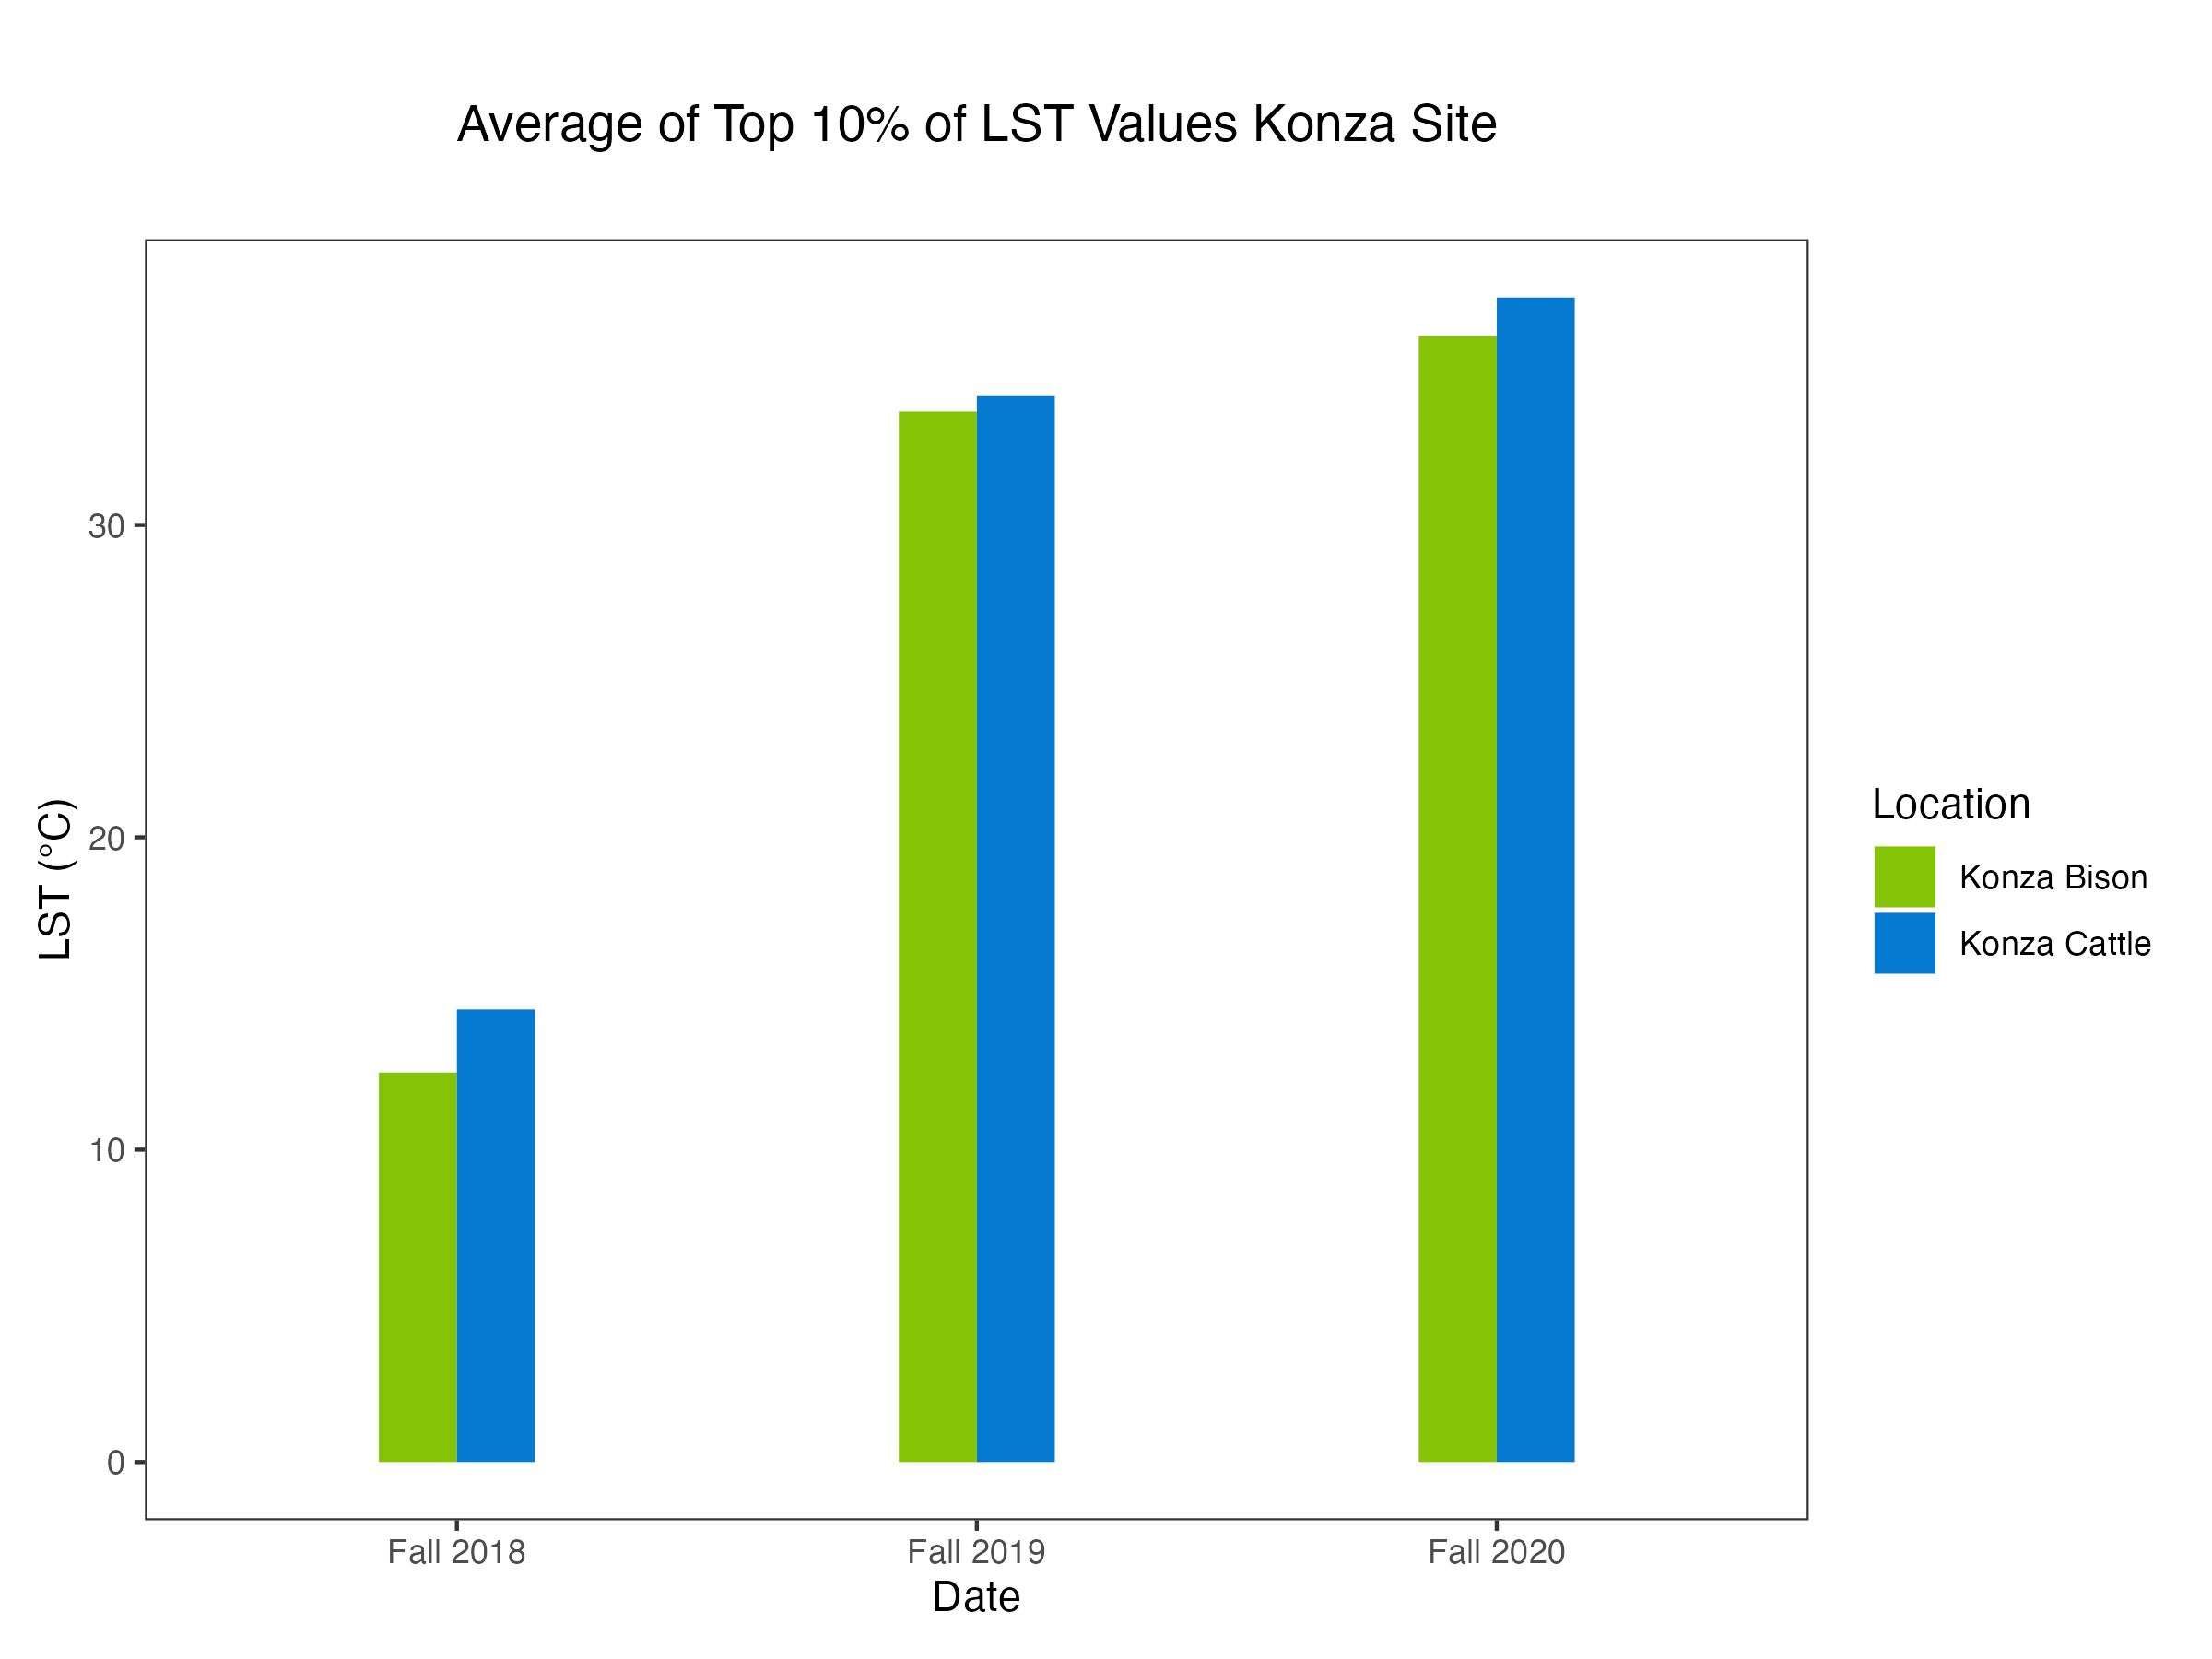 Average of Top 10% of LST Values Konza Site
LST (°C)
30
20
10
0
Fall 2018
Fall 2019
Fall 2020
Date
Location
Konza Bison
Konza Cattle